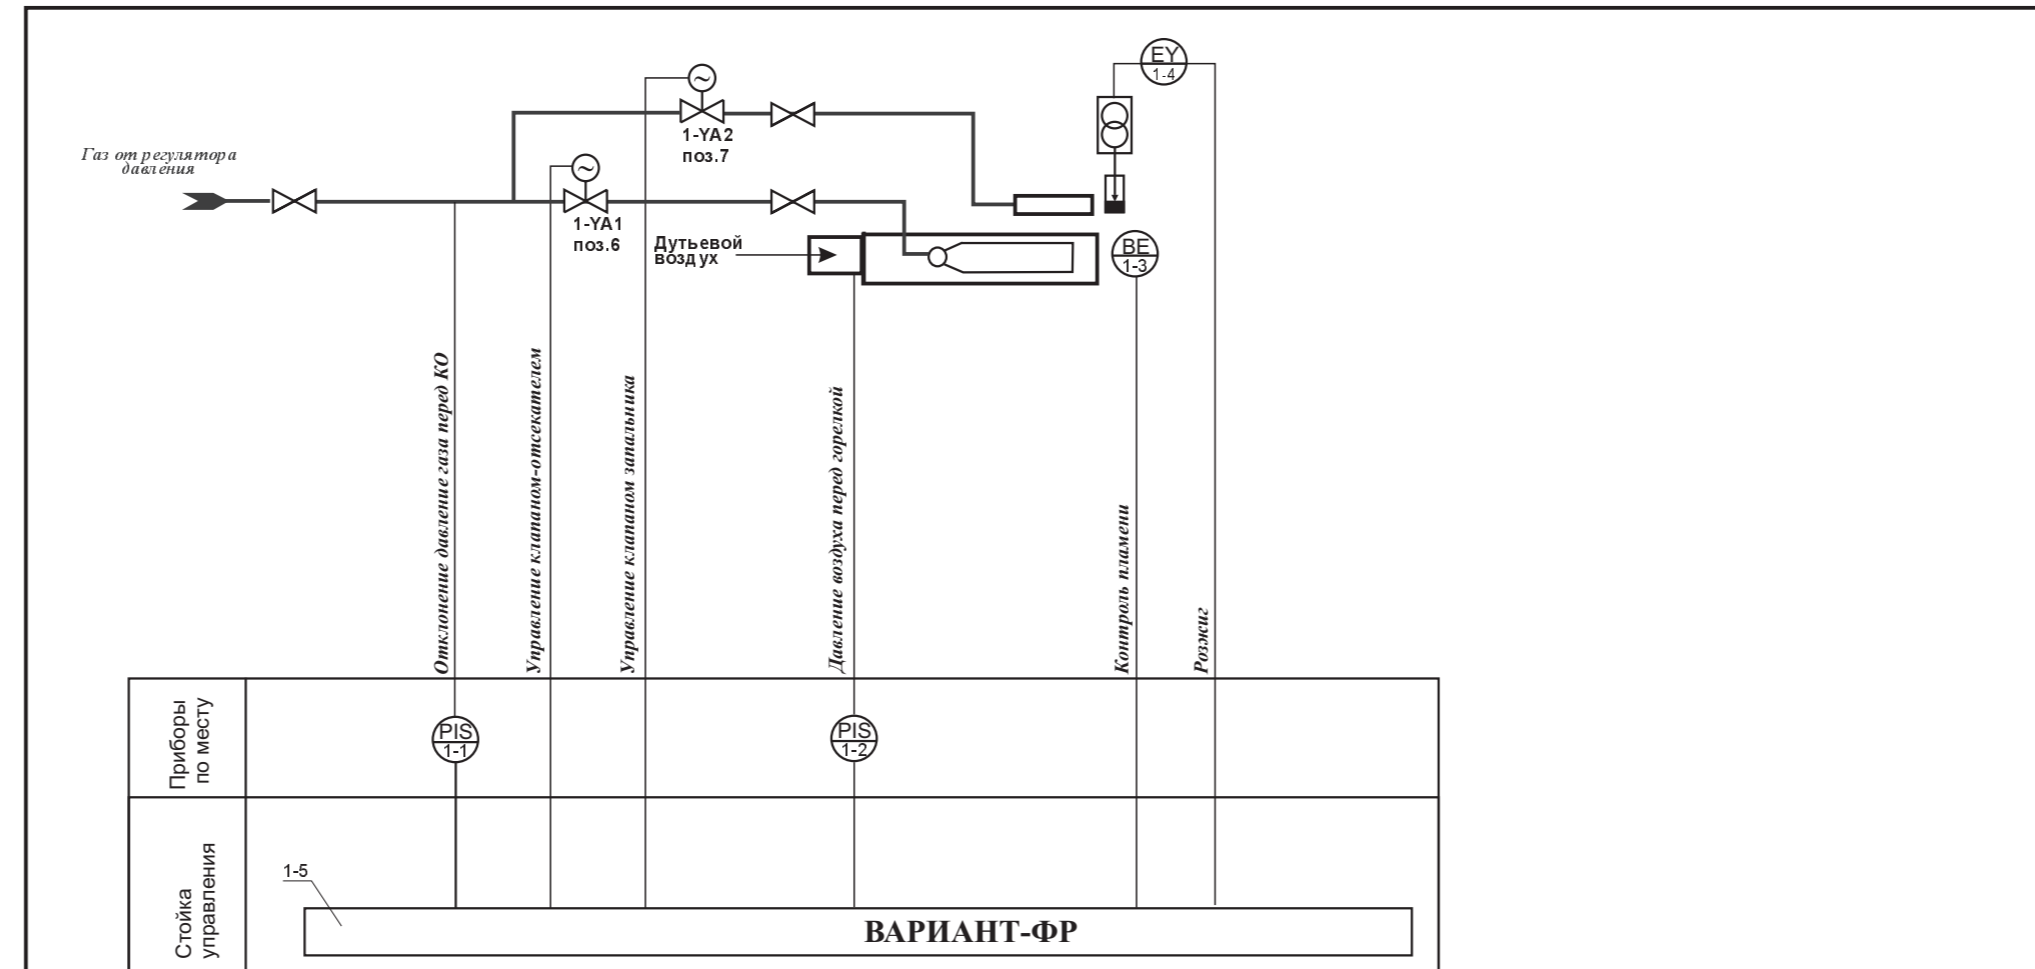 EY
1-4
~
1-YA2
поз.7
Газ от регулятора
давления
~
1-YA1
поз.6
Дутьевой
воздух
BE
1-3
Отклонение давление газа перед КО
Управление клапаном-отсекателем
Управление клапаном запальника
Давление воздуха перед горелкой
Контроль пламени
Розжиг
Приборы
по месту
PIS
1-1
PIS
1-2
Стойка
управления
1-5
ВАРИАНТ-ФР